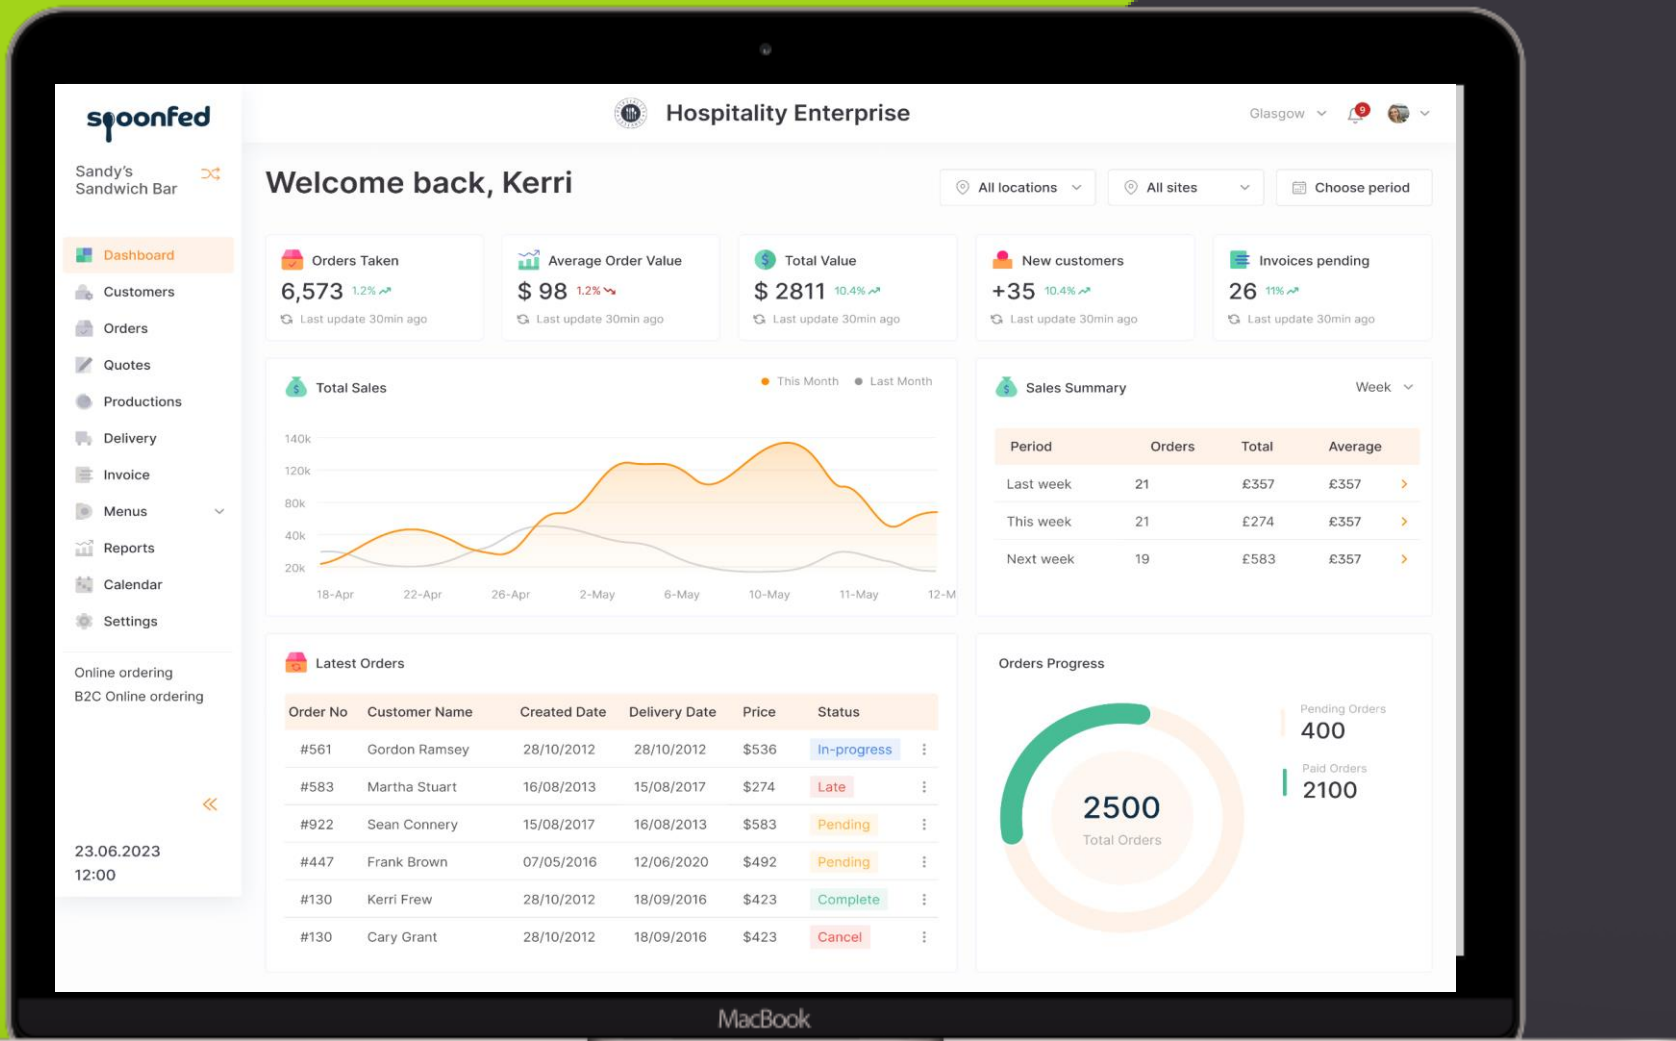 spoonfed
Hospitality Enterprise
Glasgow
9
Sandy's
Sandwich Bar
Dashboard
Customers
Orders
Quotes
Productions
Delivery
Invoice
Menus
Reports
Calendar
Settings
Online ordering
B2C Online ordering
23.06.2023
12:00
Welcome back, Kerri
All locations
All sites
Choose period
Orders Taken
6,573 1.2%
Last update 30min ago
Average Order Value
$ 98 1.2%
Last update 30min ago
Total Value
$ 2811 10.4%
Last update 30min ago
New customers
+35 10.4%
Last update 30min ago
Invoices pending
26 11%
Last update 30min ago
Total Sales
This Month Last Month
140k
120k
80k
40k
20k
18-Apr 22-Apr 26-Apr 2-May 6-May 10-May 11-May 12-M
Sales Summary
Week
Period Orders Total Average
Last week 21 £357 £357
This week 21 £274 £357
Next week 19 £583 £357
Latest Orders
Order No Customer Name Created Date Delivery Date Price Status
#561 Gordon Ramsey 28/10/2012 28/10/2012 $536 In-progress
#583 Martha Stuart 16/08/2013 15/08/2017 $274 Late
#922 Sean Connery 15/08/2017 16/08/2013 $583 Pending
#447 Frank Brown 07/05/2016 12/06/2020 $492 Pending
#130 Kerri Frew 28/10/2012 18/09/2016 $423 Complete
#130 Cary Grant 28/10/2012 18/09/2016 $423 Cancel
Orders Progress
2500
Total Orders
Pending Orders
400
Paid Orders
2100
MacBook